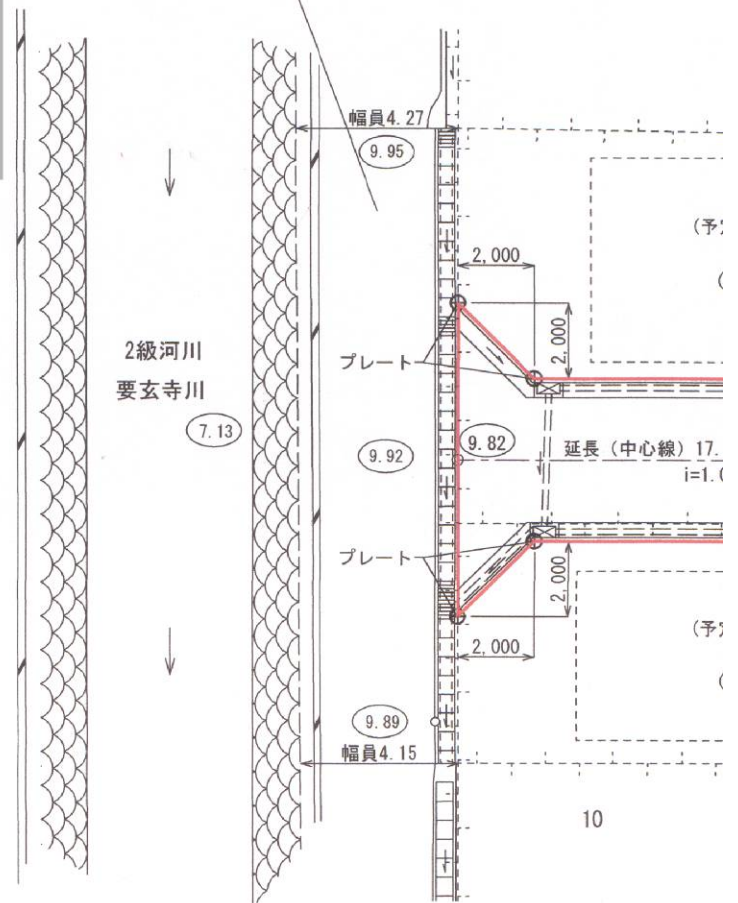 幅員4.27
9.95
(予
2,000
2,000
(
プレート
2級河川
要玄寺川
7.13
9.92
9.82
延長（中心線）17.
i=1.0
プレート
2,000
2,000
(予
(
9.89
幅員4.15
10